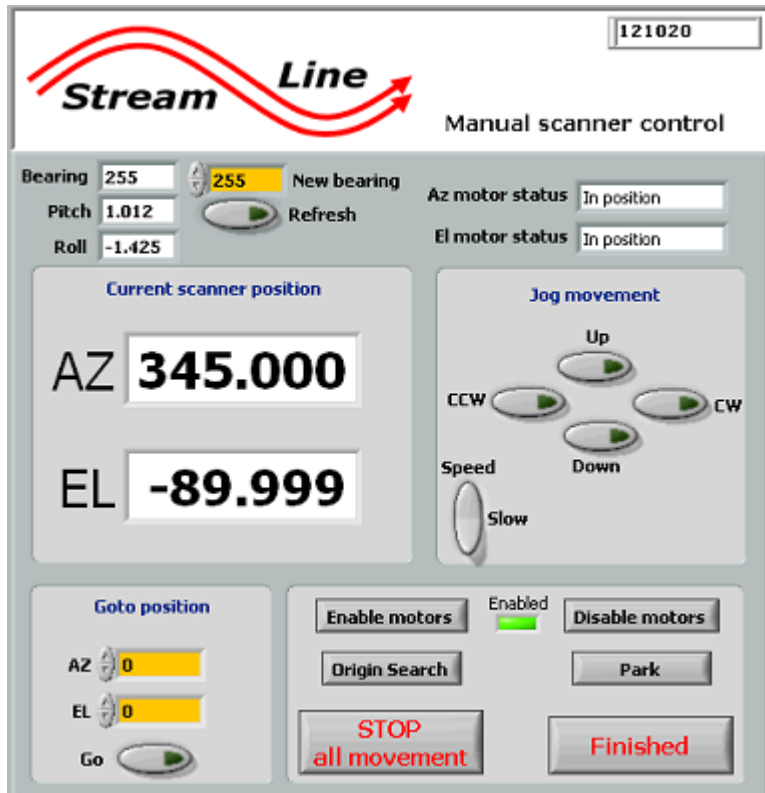 121020
Stream Line
Manual scanner control
Bearing 255 255 New bearing
Pitch 1.012 Refresh
Roll -1.425
Az motor status In position
El motor status In position
Current scanner position
AZ 345.000
EL -89.999
Jog movement
Up
CCW CW
Down
Speed
Slow
Goto position
AZ 0
EL 0
Go
Enable motors Enabled Disable motors
Origin Search Park
STOP
all movement
Finished